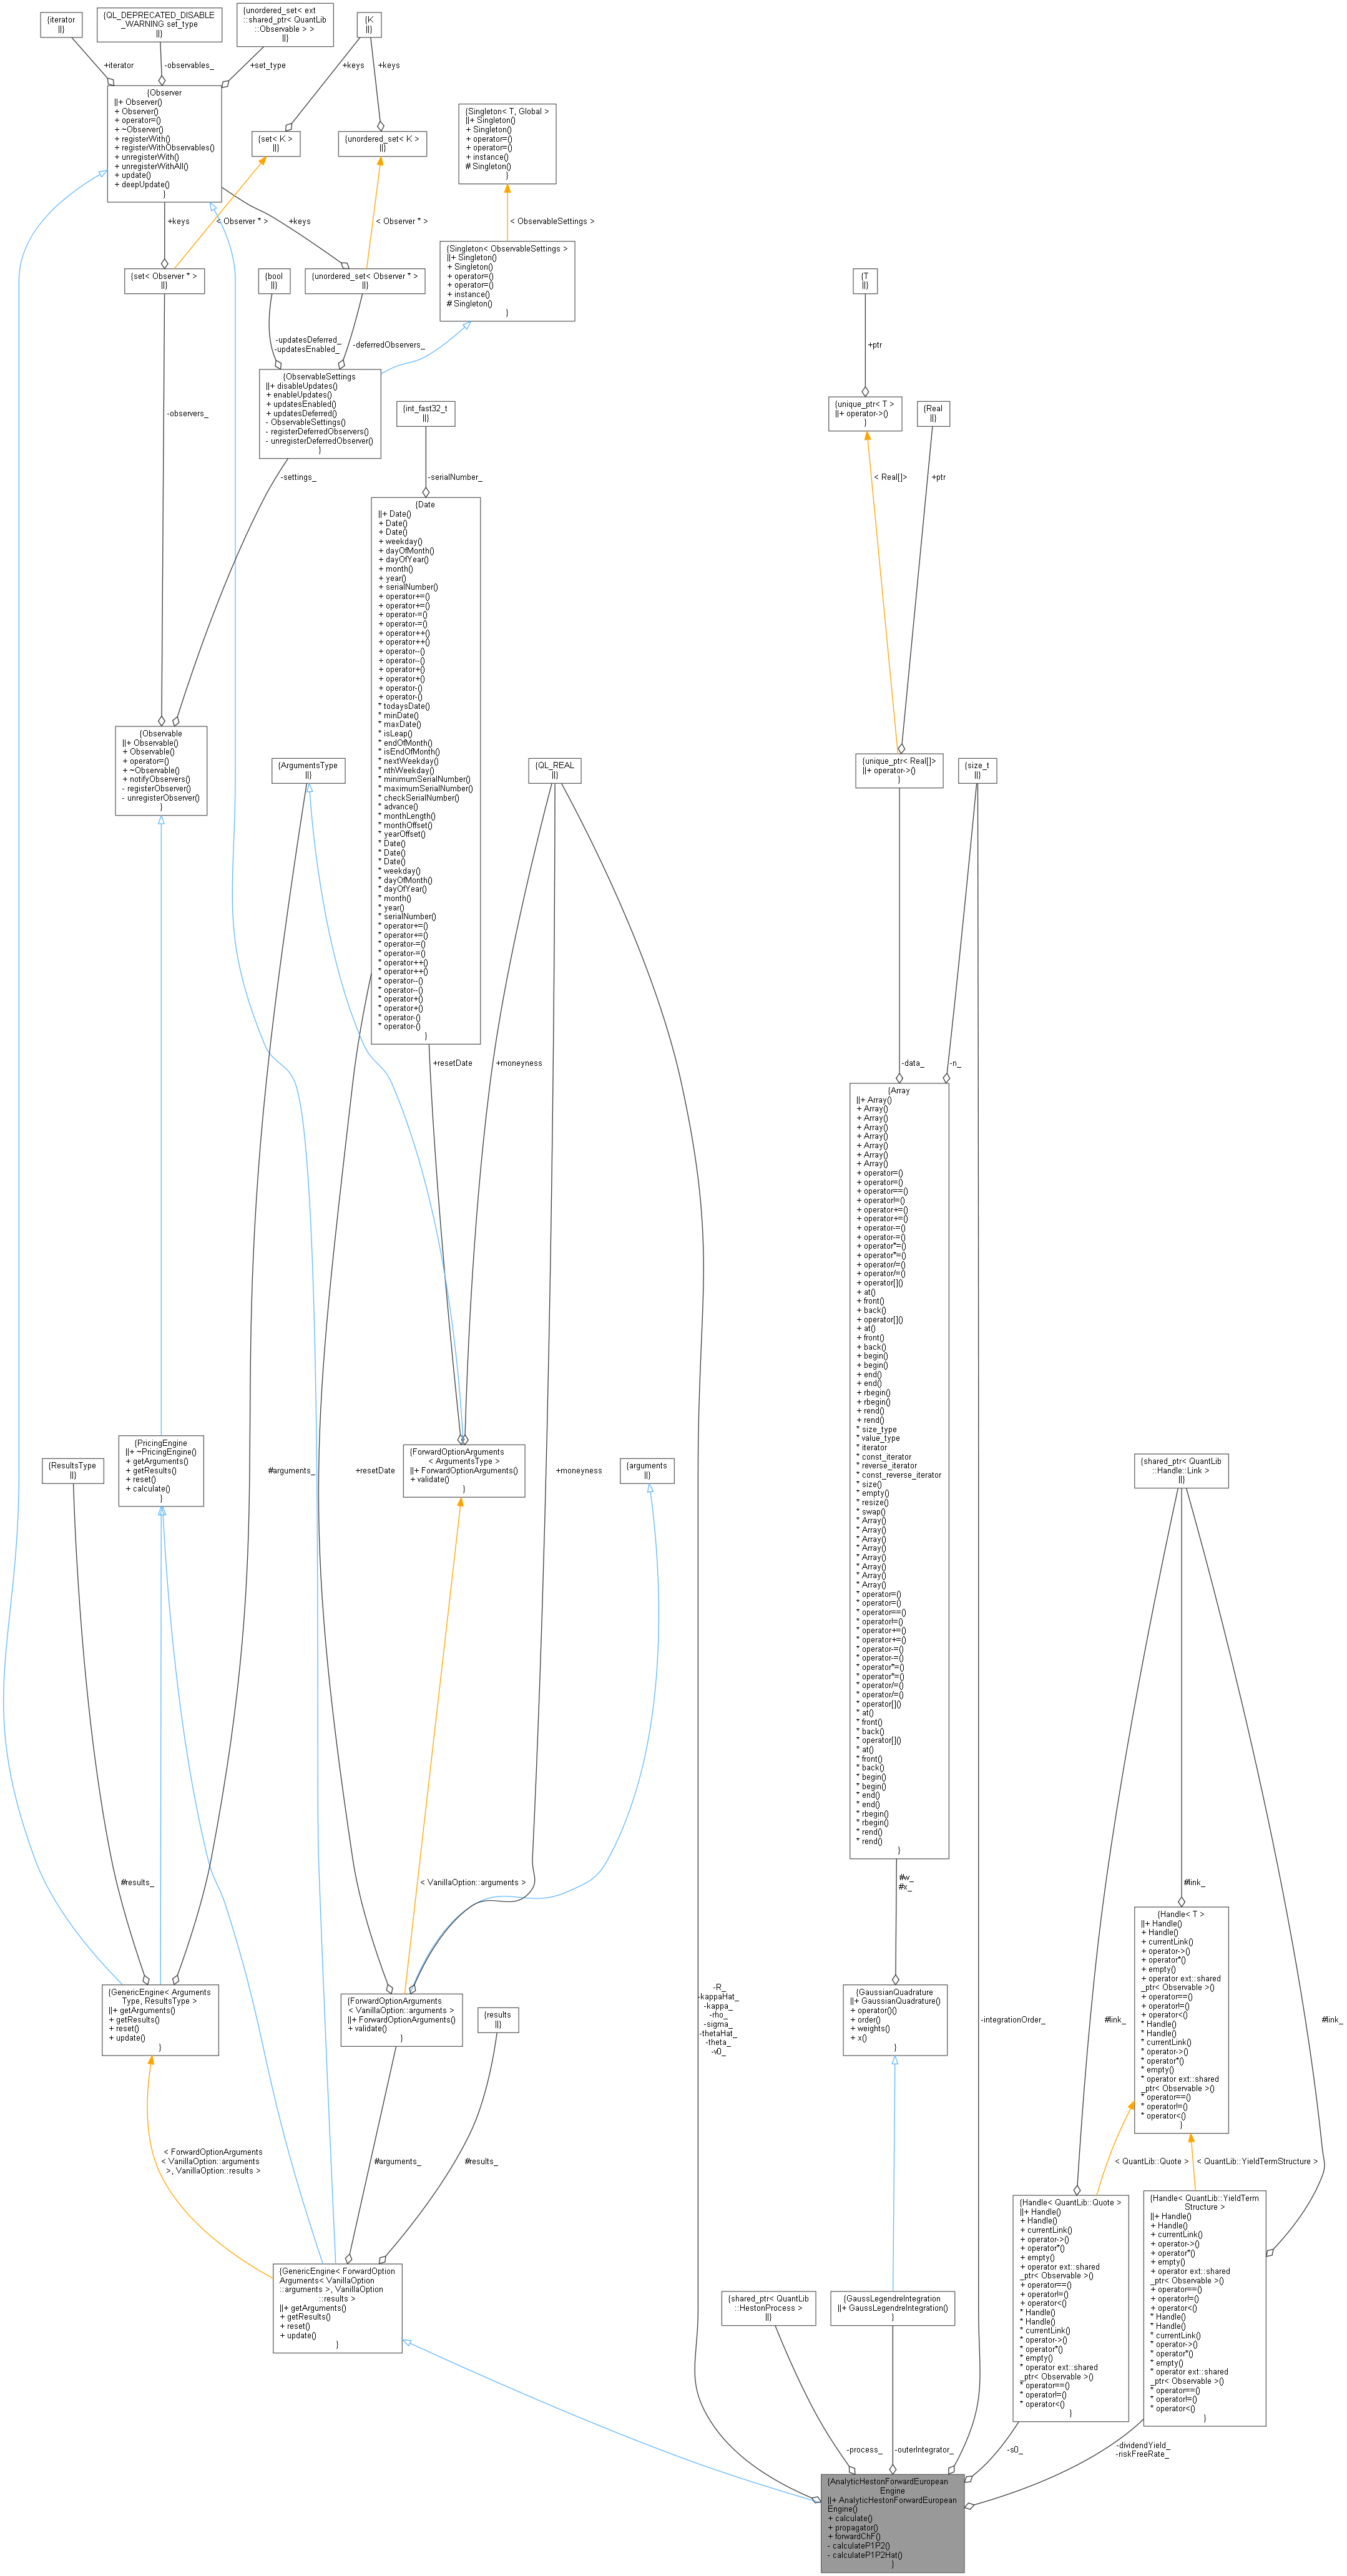 {iterator
||}
{QL_DEPRECATED_DISABLE
_WARNING set_type
||}
{unordered_set< ext
::shared_ptr< QuantLib
::Observable > >
||}
{K
||}
+iterator
-observables_
+set_type
+keys
+keys
{Observer
||+ Observer()
+ Observer()
+ operator=()
+ ~Observer()
+ registerWith()
+ registerWithObservables()
+ unregisterWith()
+ unregisterWithAll()
+ update()
+ deepUpdate()
}
{set< K >
||}
{unordered_set< K >
||}
{Singleton< T, Global >
||+ Singleton()
+ Singleton()
+ operator=()
+ operator=()
+ instance()
# Singleton()
}
+keys
< Observer * >
+keys
< Observer * >
< ObservableSettings >
{set< Observer * >
||}
{bool
||}
{unordered_set< Observer * >
||}
{Singleton< ObservableSettings >
||+ Singleton()
+ Singleton()
+ operator=()
+ operator=()
+ instance()
# Singleton()
}
{T
||}
-updatesDeferred_
-updatesEnabled_
-deferredObservers_
+ptr
{ObservableSettings
||+ disableUpdates()
+ enableUpdates()
+ updatesEnabled()
+ updatesDeferred()
- ObservableSettings()
- registerDeferredObservers()
- unregisterDeferredObserver()
}
-observers_
{int_fast32_t
||}
{unique_ptr< T >
||+ operator->()
}
{Real
||}
-settings_
-serialNumber_
< Real[]>
+ptr
{Date
||+ Date()
+ Date()
+ Date()
+ weekday()
+ dayOfMonth()
+ dayOfYear()
+ month()
+ year()
+ serialNumber()
+ operator+=()
+ operator+=()
+ operator-=()
+ operator-=()
+ operator++()
+ operator++()
+ operator--()
+ operator--()
+ operator+()
+ operator+()
+ operator-()
+ operator-()
* todaysDate()
* minDate()
* maxDate()
* isLeap()
* endOfMonth()
* isEndOfMonth()
* nextWeekday()
* nthWeekday()
* minimumSerialNumber()
* maximumSerialNumber()
* checkSerialNumber()
* advance()
* monthLength()
* monthOffset()
* yearOffset()
* Date()
* Date()
* Date()
* weekday()
* dayOfMonth()
* dayOfYear()
* month()
* year()
* serialNumber()
* operator+=()
* operator+=()
* operator-=()
* operator-=()
* operator++()
* operator++()
* operator--()
* operator--()
* operator+()
* operator+()
* operator-()
* operator-()
}
{Observable
||+ Observable()
+ Observable()
+ operator=()
+ ~Observable()
+ notifyObservers()
- registerObserver()
- unregisterObserver()
}
{ArgumentsType
||}
{QL_REAL
||}
{unique_ptr< Real[]>
||+ operator->()
}
{size_t
||}
+resetDate
+moneyness
-data_
-n_
{Array
||+ Array()
+ Array()
+ Array()
+ Array()
+ Array()
+ Array()
+ Array()
+ Array()
+ operator=()
+ operator=()
+ operator==()
+ operator!=()
+ operator+=()
+ operator+=()
+ operator-=()
+ operator-=()
+ operator*=()
+ operator*=()
+ operator/=()
+ operator/=()
+ operator[]()
+ at()
+ front()
+ back()
+ operator[]()
+ at()
+ front()
+ back()
+ begin()
+ begin()
+ end()
+ end()
+ rbegin()
+ rbegin()
+ rend()
+ rend()
* size_type
* value_type
* iterator
* const_iterator
* reverse_iterator
* const_reverse_iterator
* size()
* empty()
* resize()
* swap()
* Array()
* Array()
* Array()
* Array()
* Array()
* Array()
* Array()
* Array()
* operator=()
* operator=()
* operator==()
* operator!=()
* operator+=()
* operator+=()
* operator-=()
* operator-=()
* operator*=()
* operator*=()
* operator/=()
* operator/=()
* operator[]()
* at()
* front()
* back()
* operator[]()
* at()
* front()
* back()
* begin()
* begin()
* end()
* end()
* rbegin()
* rbegin()
* rend()
* rend()
}
{ResultsType
||}
{PricingEngine
||+ ~PricingEngine()
+ getArguments()
+ getResults()
+ reset()
+ calculate()
}
#arguments_
+resetDate
{ForwardOptionArguments
< ArgumentsType >
||+ ForwardOptionArguments()
+ validate()
}
+moneyness
{arguments
||}
{shared_ptr< QuantLib
::Handle::Link >
||}
#results_
< VanillaOption::arguments >
#w_
#x_
#link_
{Handle< T >
||+ Handle()
+ Handle()
+ currentLink()
+ operator->()
+ operator*()
+ empty()
+ operator ext::shared
_ptr< Observable >()
+ operator==()
+ operator!=()
+ operator<()
* Handle()
* Handle()
* currentLink()
* operator->()
* operator*()
* empty()
* operator ext::shared
_ptr< Observable >()
* operator==()
* operator!=()
* operator<()
}
{GenericEngine< Arguments
Type, ResultsType >
||+ getArguments()
+ getResults()
+ reset()
+ update()
}
{ForwardOptionArguments
< VanillaOption::arguments >
||+ ForwardOptionArguments()
+ validate()
}
{results
||}
-R_
-kappaHat_
-kappa_
-rho_
-sigma_
-thetaHat_
-theta_
-v0_
{GaussianQuadrature
||+ GaussianQuadrature()
+ operator()()
+ order()
+ weights()
+ x()
}
-integrationOrder_
#link_
#link_
< ForwardOptionArguments
< VanillaOption::arguments
>, VanillaOption::results >
#arguments_
#results_
< QuantLib::Quote >
< QuantLib::YieldTermStructure >
{GenericEngine< ForwardOption
Arguments< VanillaOption
::arguments >, VanillaOption
::results >
||+ getArguments()
+ getResults()
+ reset()
+ update()
}
{shared_ptr< QuantLib
::HestonProcess >
||}
{GaussLegendreIntegration
||+ GaussLegendreIntegration()
}
{Handle< QuantLib::Quote >
||+ Handle()
+ Handle()
+ currentLink()
+ operator->()
+ operator*()
+ empty()
+ operator ext::shared
_ptr< Observable >()
+ operator==()
+ operator!=()
+ operator<()
* Handle()
* Handle()
* currentLink()
* operator->()
* operator*()
* empty()
* operator ext::shared
_ptr< Observable >()
* operator==()
* operator!=()
* operator<()
}
{Handle< QuantLib::YieldTerm
Structure >
||+ Handle()
+ Handle()
+ currentLink()
+ operator->()
+ operator*()
+ empty()
+ operator ext::shared
_ptr< Observable >()
+ operator==()
+ operator!=()
+ operator<()
* Handle()
* Handle()
* currentLink()
* operator->()
* operator*()
* empty()
* operator ext::shared
_ptr< Observable >()
* operator==()
* operator!=()
* operator<()
}
-process_
-outerIntegrator_
-s0_
-dividendYield_
-riskFreeRate_
{AnalyticHestonForwardEuropean
Engine
||+ AnalyticHestonForwardEuropean
Engine()
+ calculate()
+ propagator()
+ forwardChF()
- calculateP1P2()
- calculateP1P2Hat()
}